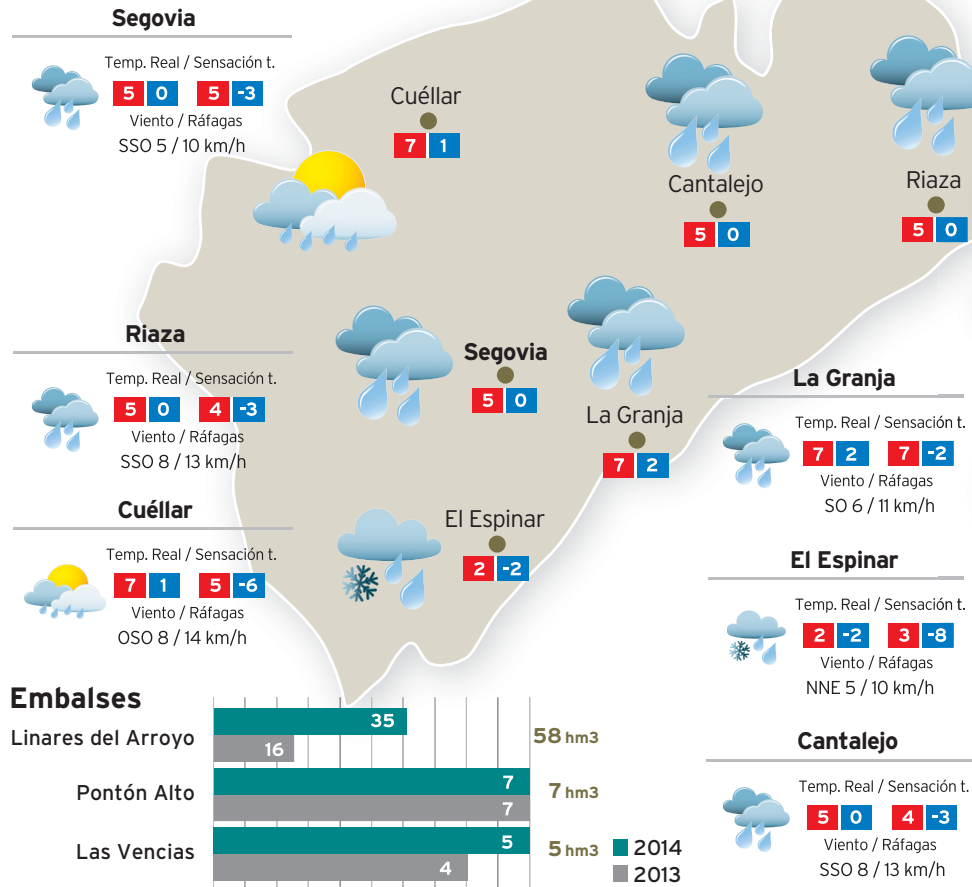 Segovia
Temp. Real / Sensación t.
5 0 5 -3
Viento / Ráfagas
SSO 5 / 10 km/h
Cuéllar
7 1
Cantalejo
5 0
Riaza
5 0
Riaza
Temp. Real / Sensación t.
5 0 4 -3
Viento / Ráfagas
SSO 8 / 13 km/h
Segovia
5 0
La Granja
7 2
La Granja
Temp. Real / Sensación t.
7 2 7 -2
Viento / Ráfagas
SO 6 / 11 km/h
Cuéllar
Temp. Real / Sensación t.
7 1 5 -6
Viento / Ráfagas
OSO 8 / 14 km/h
El Espinar
2 -2
El Espinar
Temp. Real / Sensación t.
2 -2 3 -8
Viento / Ráfagas
NNE 5 / 10 km/h
Embalses
Linares del Arroyo
35
16
58 hm3
Pontón Alto
7
7
7 hm3
Las Vencias
5
4
5 hm3
2014
2013
Cantalejo
Temp. Real / Sensación t.
5 0 4 -3
Viento / Ráfagas
SSO 8 / 13 km/h